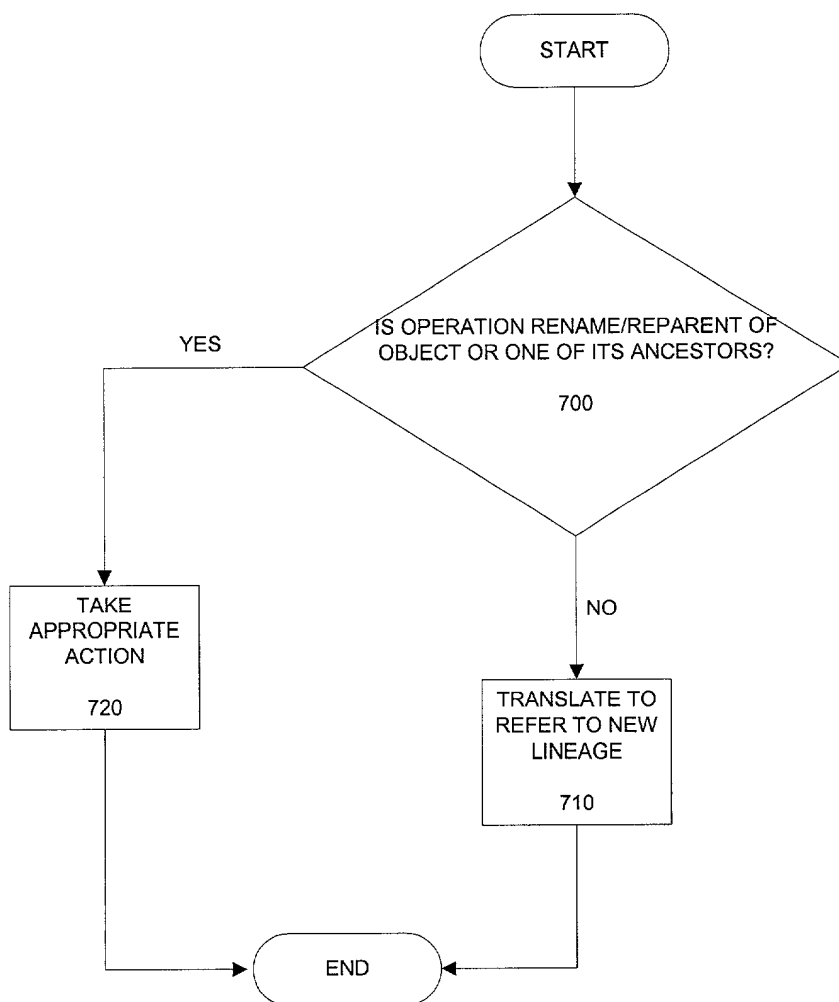 START
IS OPERATION RENAME/REPARENT OF
OBJECT OR ONE OF ITS ANCESTORS?
700
YES
NO
TAKE
APPROPRIATE
ACTION
720
TRANSLATE TO
REFER TO NEW
LINEAGE
710
END